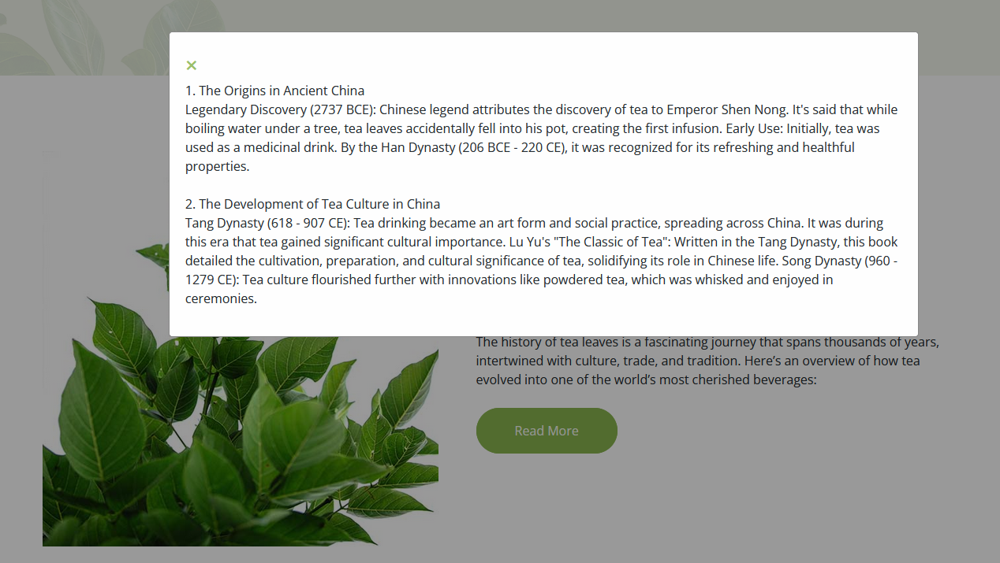 ×
1. The Origins in Ancient China
Legendary Discovery (2737 BCE): Chinese legend attributes the discovery of tea to Emperor Shen Nong. It's said that while
boiling water under a tree, tea leaves accidentally fell into his pot, creating the first infusion. Early Use: Initially, tea was
used as a medicinal drink. By the Han Dynasty (206 BCE - 220 CE), it was recognized for its refreshing and healthful
properties.
2. The Development of Tea Culture in China
Tang Dynasty (618 - 907 CE): Tea drinking became an art form and social practice, spreading across China. It was during
this era that tea gained significant cultural importance. Lu Yu's "The Classic of Tea": Written in the Tang Dynasty, this book
detailed the cultivation, preparation, and cultural significance of tea, solidifying its role in Chinese life. Song Dynasty (960 -
1279 CE): Tea culture flourished further with innovations like powdered tea, which was whisked and enjoyed in
ceremonies.
The history of tea leaves is a fascinating journey that spans thousands of years,
intertwined with culture, trade, and tradition. Here’s an overview of how tea
evolved into one of the world’s most cherished beverages:
Read More